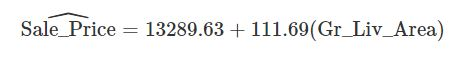 Sale_Price = 13289.63 + 111.69(Gr_Liv_Area)